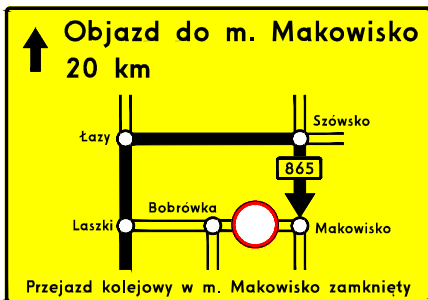 Objazd do m. Makowisko
20 km
Szówsko
Łazy
865
Bobrówka
Laszki
Makowisko
Przejazd kolejowy w m. Makowisko zamknięty